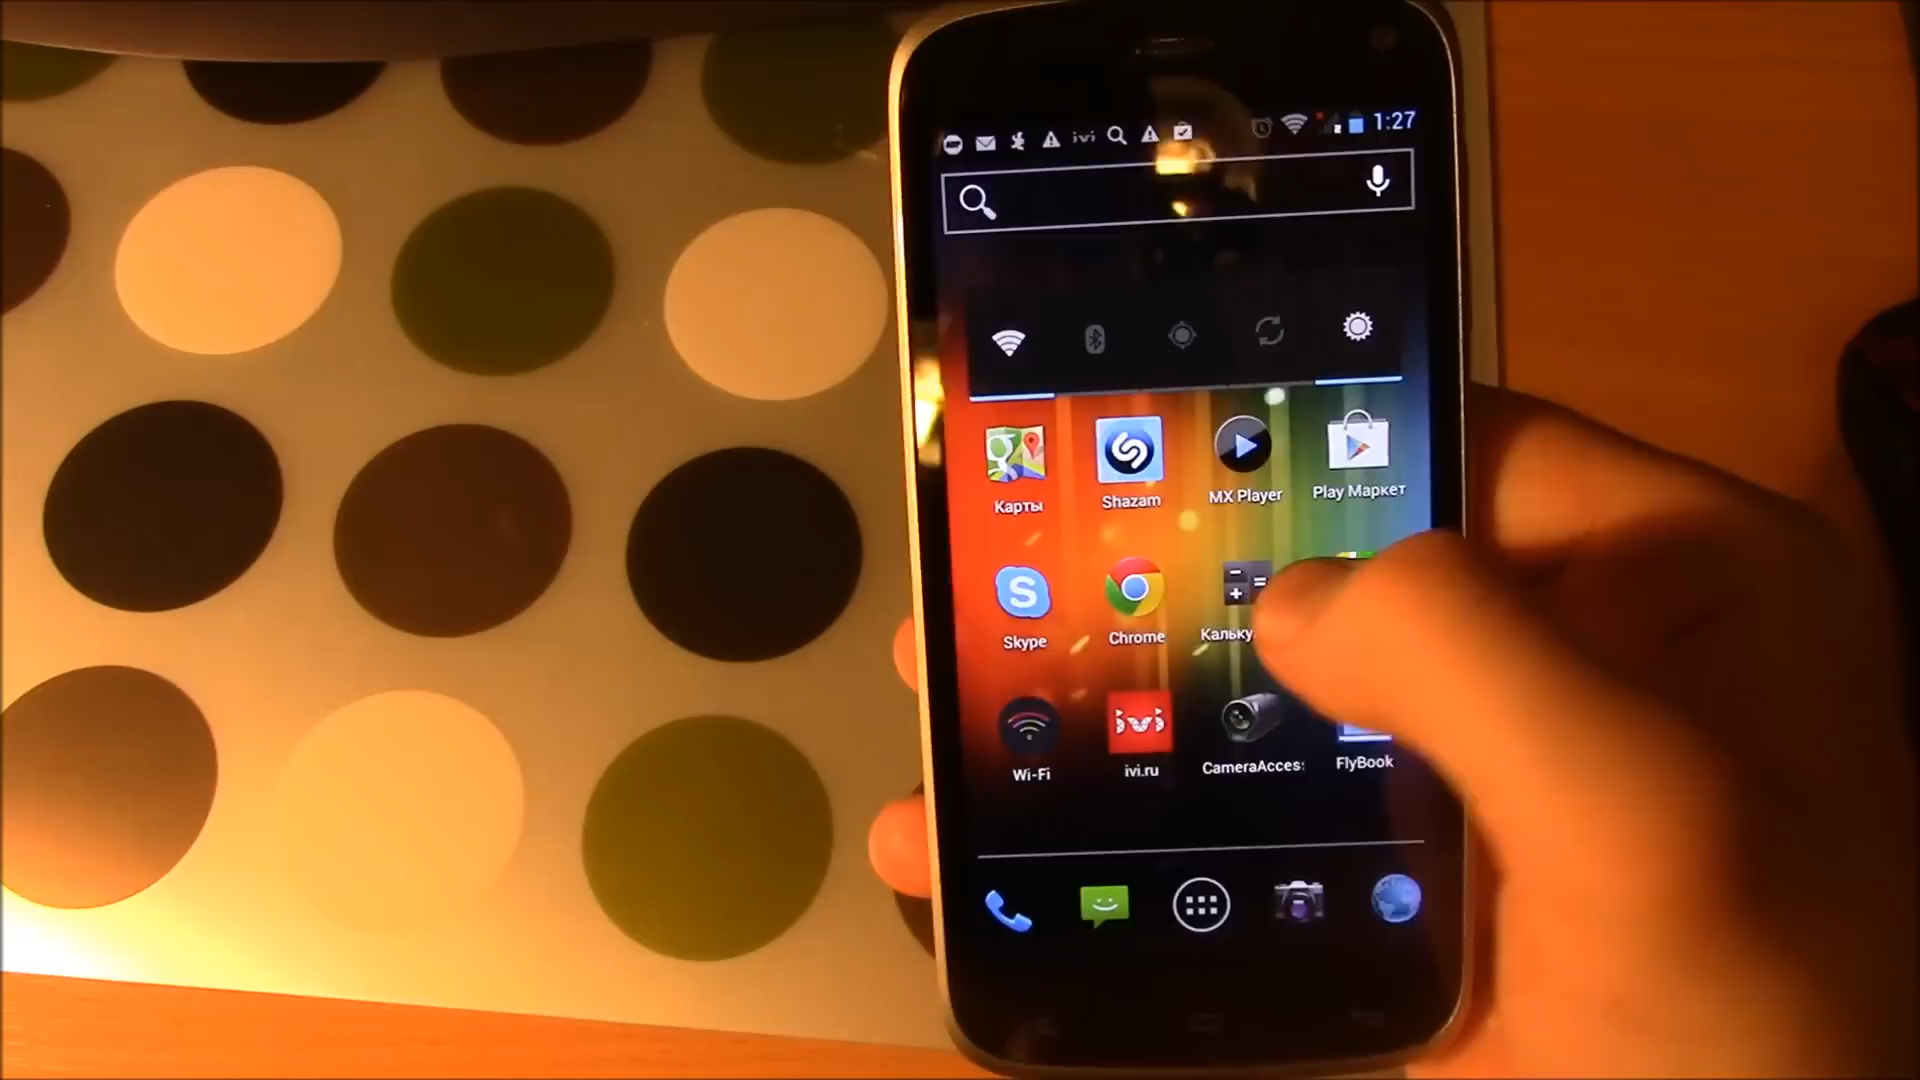 ivi 1:27
Карты Shazam MX Player Play Маркет
Skype Chrome Кальку
ivi
Wi-Fi ivi.ru CameraAcces: FlyBook